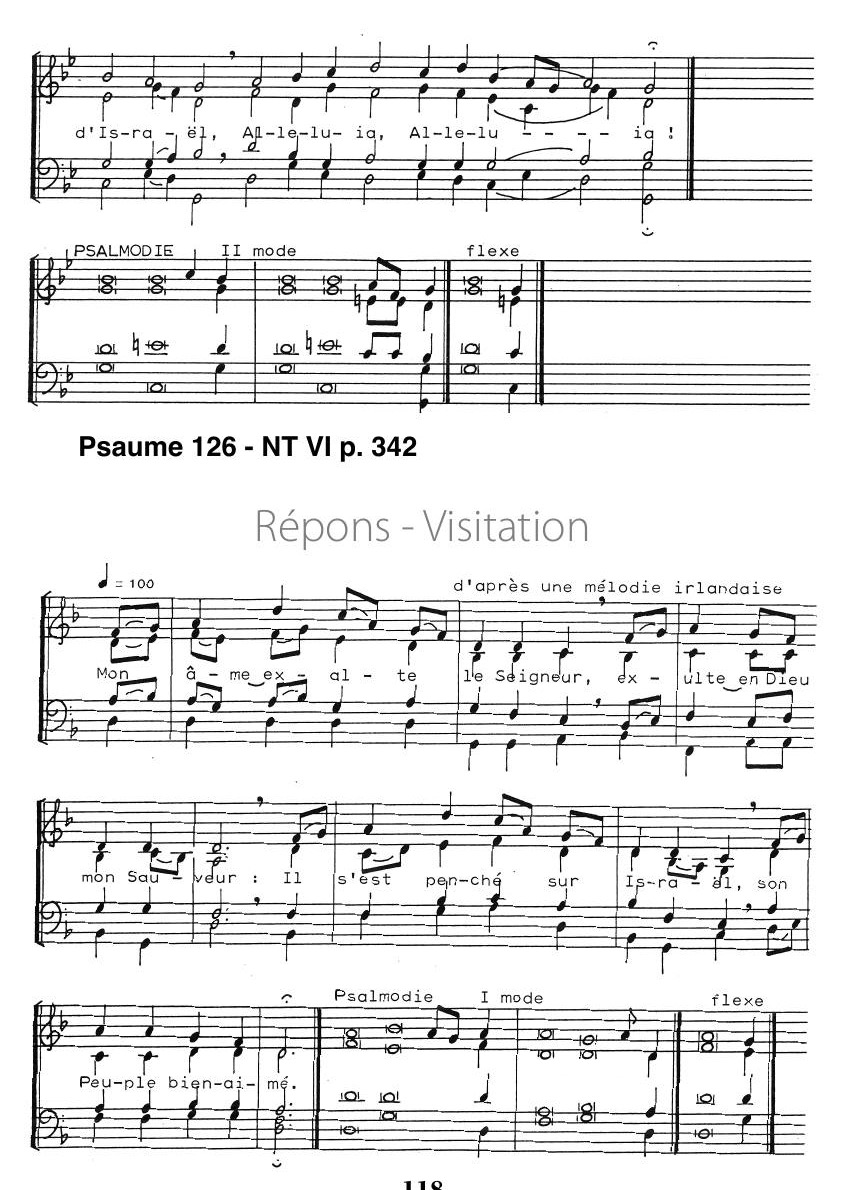 d'Is-ra-ël, Al-le-lu-ia, Al-le-lu - - - - ia !
PSALMODIE II mode flexe
Psaume 126 - NT VI p. 342
Répons - Visitation
= 100 d'après une mélodie irlandaise
Mon â-me ex-al-te le Seigneur, ex-ulte en Dieu
mon Sau-veur : Il s'est pen-ché sur Is-ra-ël, son
Psalmodie I mode flexe
Peu-ple bien-ai-mé.
118